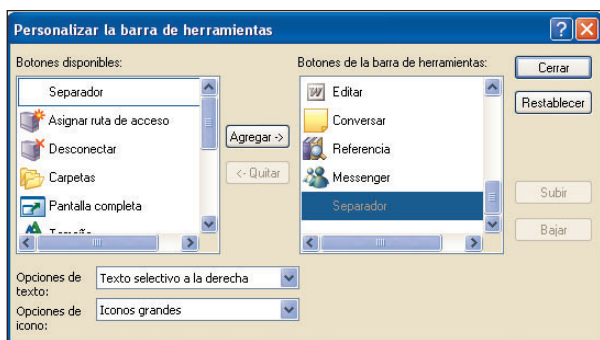 Personalizar la barra de herramientas
Botones disponibles:
Separador
Asignar ruta de acceso
Desconectar
Carpetas
Pantalla completa
Tamaño
Agregar ->
<- Quitar
Botones de la barra de herramientas:
Editar
Conversar
Referencia
Messenger
Separador
Cerrar
Restablecer
Subir
Bajar
Opciones de
texto:
Texto selectivo a la derecha
Opciones de
icono:
Iconos grandes